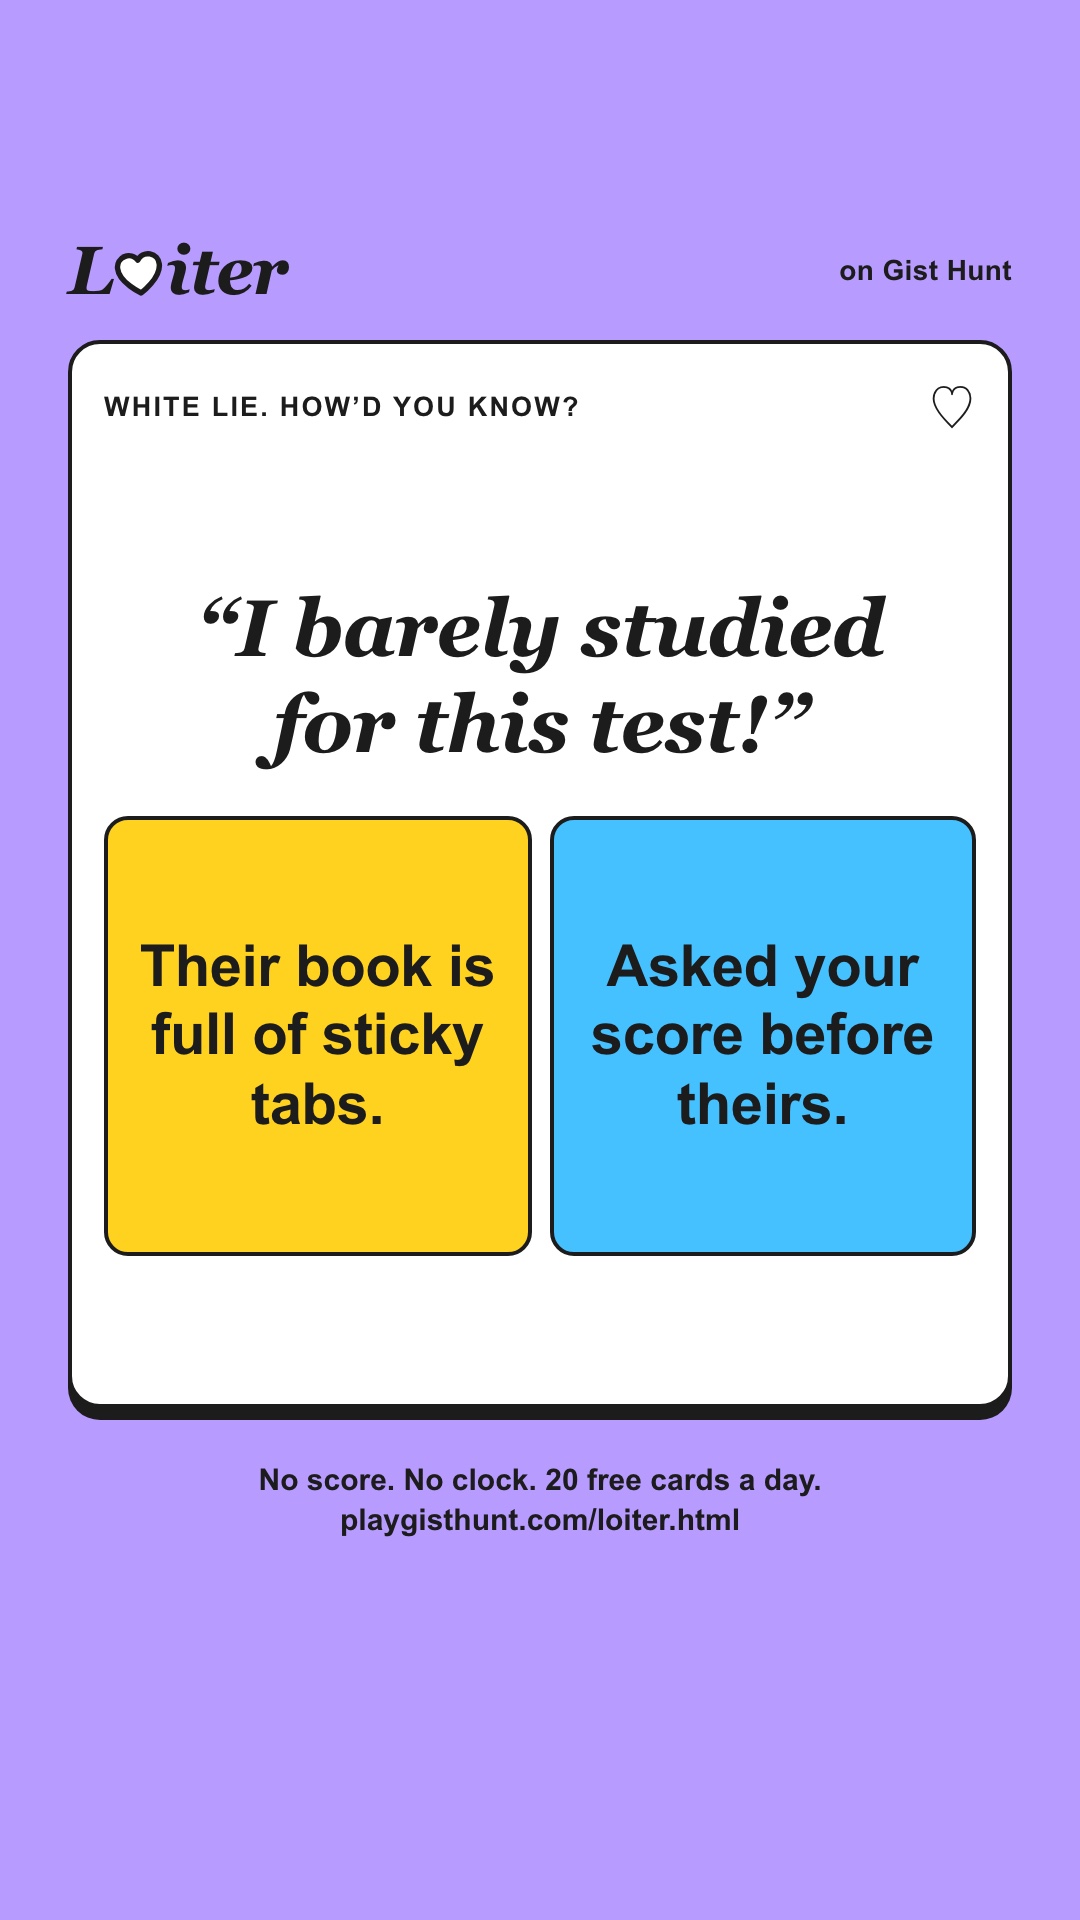 Loiter
on Gist Hunt
WHITE LIE. HOW’D YOU KNOW?
“I barely studied
for this test!”
Their book is
full of sticky
tabs.
Asked your
score before
theirs.
No score. No clock. 20 free cards a day.
playgisthunt.com/loiter.html